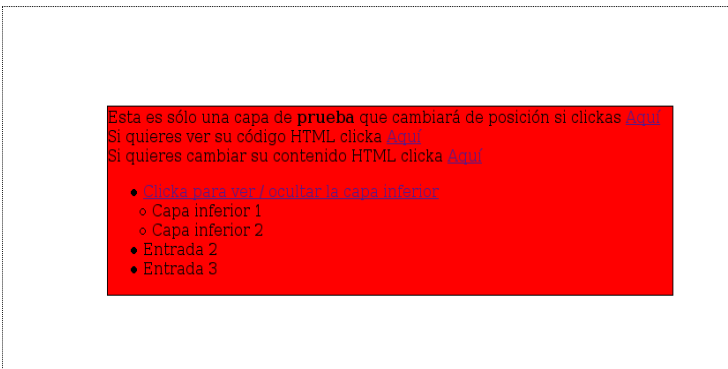 Esta es sólo una capa de prueba que cambiará de posición si clickas Aquí
Si quieres ver su código HTML clicka Aquí
Si quieres cambiar su contenido HTML clicka Aquí
Clicka para ver / ocultar la capa inferior
Capa inferior 1
Capa inferior 2
Entrada 2
Entrada 3